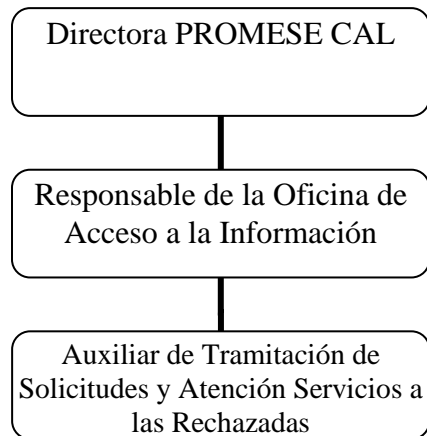 Directora PROMESE CAL
Responsable de la Oficina de
Acceso a la Información
Auxiliar de Tramitación de
Solicitudes y Atención Servicios a
las Rechazadas